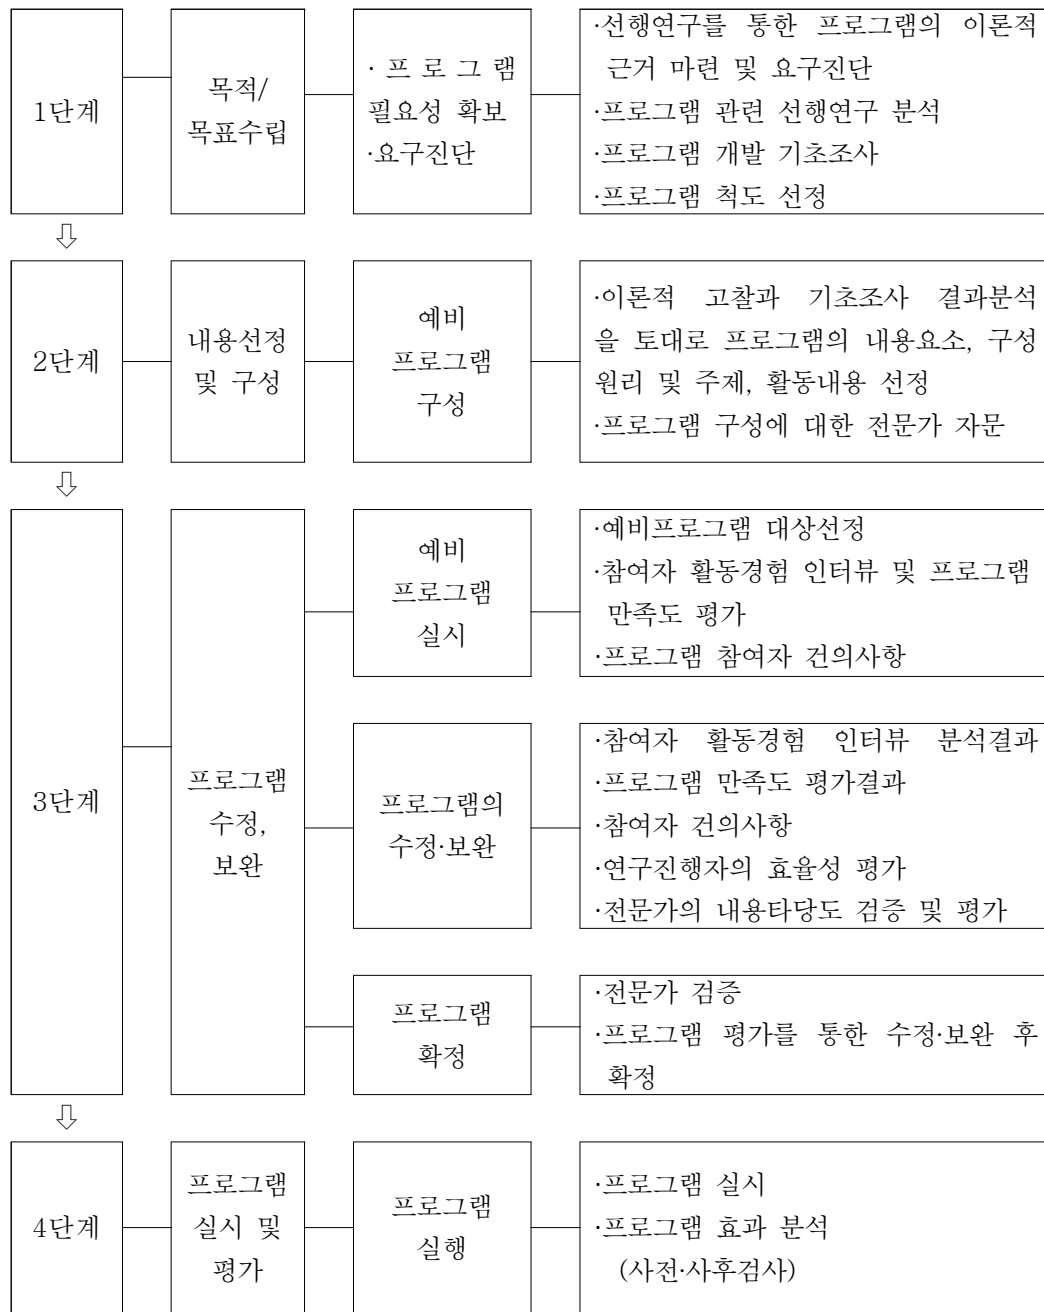 1단계
목적/
목표수립
· 프 로 그 램
필요성 확보
·요구진단
·선행연구를 통한 프로그램의 이론적
근거 마련 및 요구진단
·프로그램 관련 선행연구 분석
·프로그램 개발 기초조사
·프로그램 척도 선정
⇩
2단계
내용선정
및 구성
예비
프로그램
구성
·이론적 고찰과 기초조사 결과분석
을 토대로 프로그램의 내용요소, 구성
원리 및 주제, 활동내용 선정
·프로그램 구성에 대한 전문가 자문
⇩
3단계
프로그램
수정,
보완
예비
프로그램
실시
·예비프로그램 대상선정
·참여자 활동경험 인터뷰 및 프로그램
만족도 평가
·프로그램 참여자 건의사항
프로그램의
수정·보완
·참여자 활동경험 인터뷰 분석결과
·프로그램 만족도 평가결과
·참여자 건의사항
·연구진행자의 효율성 평가
·전문가의 내용타당도 검증 및 평가
프로그램
확정
·전문가 검증
·프로그램 평가를 통한 수정·보완 후
확정
⇩
4단계
프로그램
실시 및
평가
프로그램
실행
·프로그램 실시
·프로그램 효과 분석
(사전·사후검사)